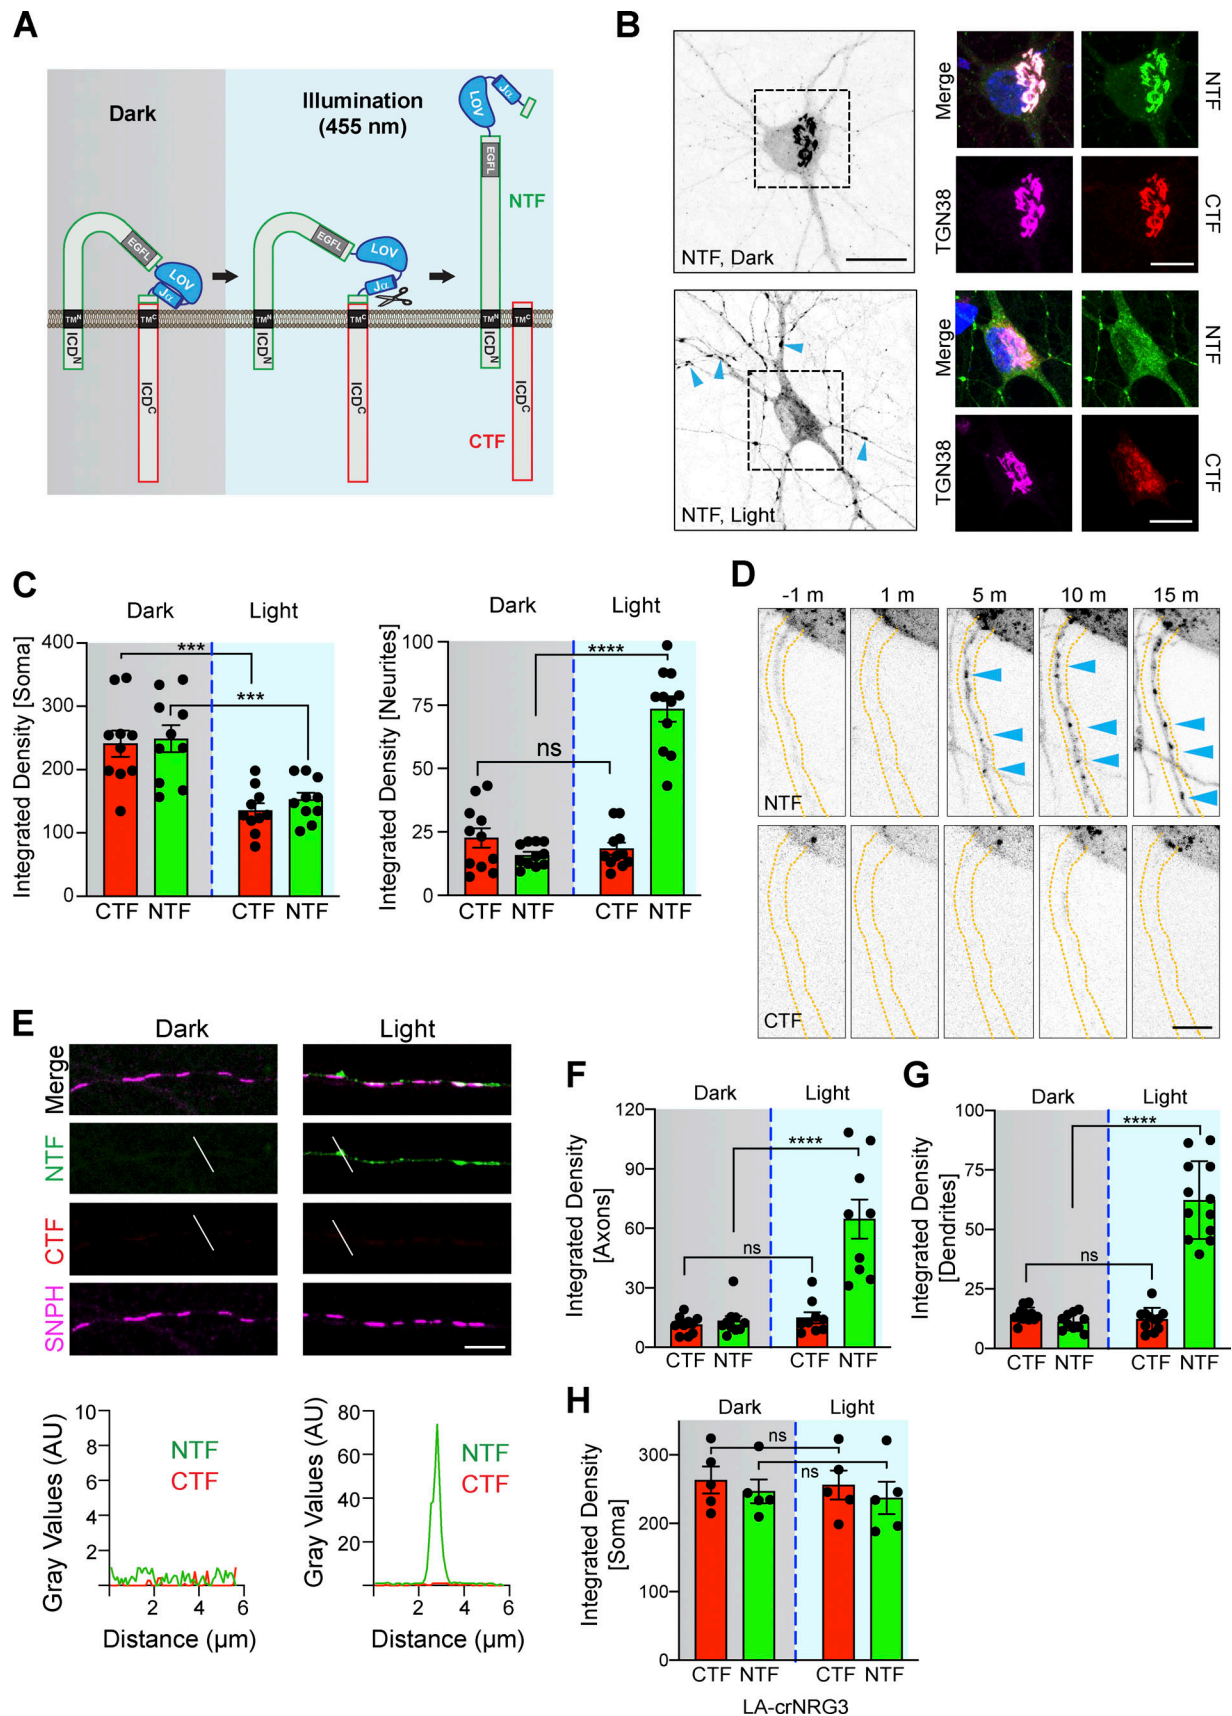 A
Dark
Illumination
(455 nm)
LOV
Jα
EGFL
NTF
EGFL
LOV
Jα
EGFL
LOV
Jα
TMN
TMC
TMN
TMC
TMN
TMC
ICDN
ICDC
ICDN
ICDC
ICDN
ICDC
CTF
B
NTF, Dark
Merge
NTF
TGN38
CTF
NTF, Light
Merge
NTF
TGN38
CTF
C
Dark
Light
Integrated Density [Soma]
400
300
200
100
0
***
***
CTF
NTF
CTF
NTF
Dark
Light
Integrated Density [Neurites]
100
75
50
25
0
****
ns
CTF
NTF
CTF
NTF
D
-1 m
1 m
5 m
10 m
15 m
NTF
CTF
E
Dark
Light
Merge
NTF
CTF
SNPH
Gray Values (AU)
10
8
6
4
2
NTF
CTF
2
4
6
Distance (µm)
Gray Values (AU)
80
60
40
20
NTF
CTF
2
4
6
Distance (µm)
F
Dark
Light
Integrated Density
[Axons]
120
90
60
30
0
****
ns
CTF
NTF
CTF
NTF
G
Dark
Light
Integrated Density
[Dendrites]
100
75
50
25
0
****
ns
CTF
NTF
CTF
NTF
H
Dark
Light
Integrated Density
[Soma]
300
200
100
0
ns
ns
CTF
NTF
CTF
NTF
LA-crNRG3